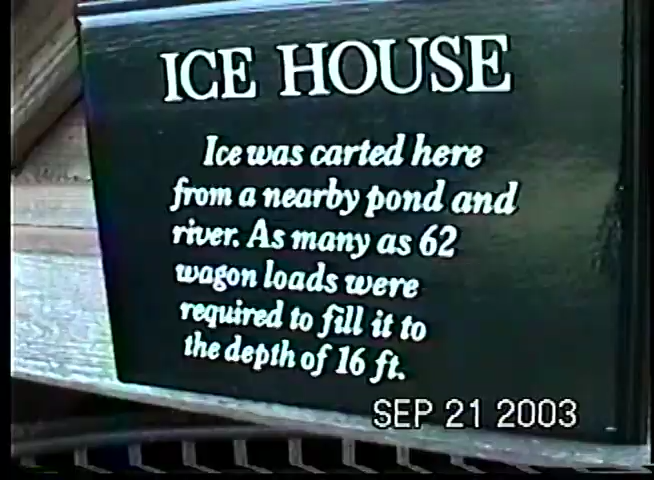 ICE HOUSE
Ice was carted here
from a nearby pond and
river. As many as 62
wagon loads were
required to fill it to
the depth of 16 ft.
SEP 21 2003